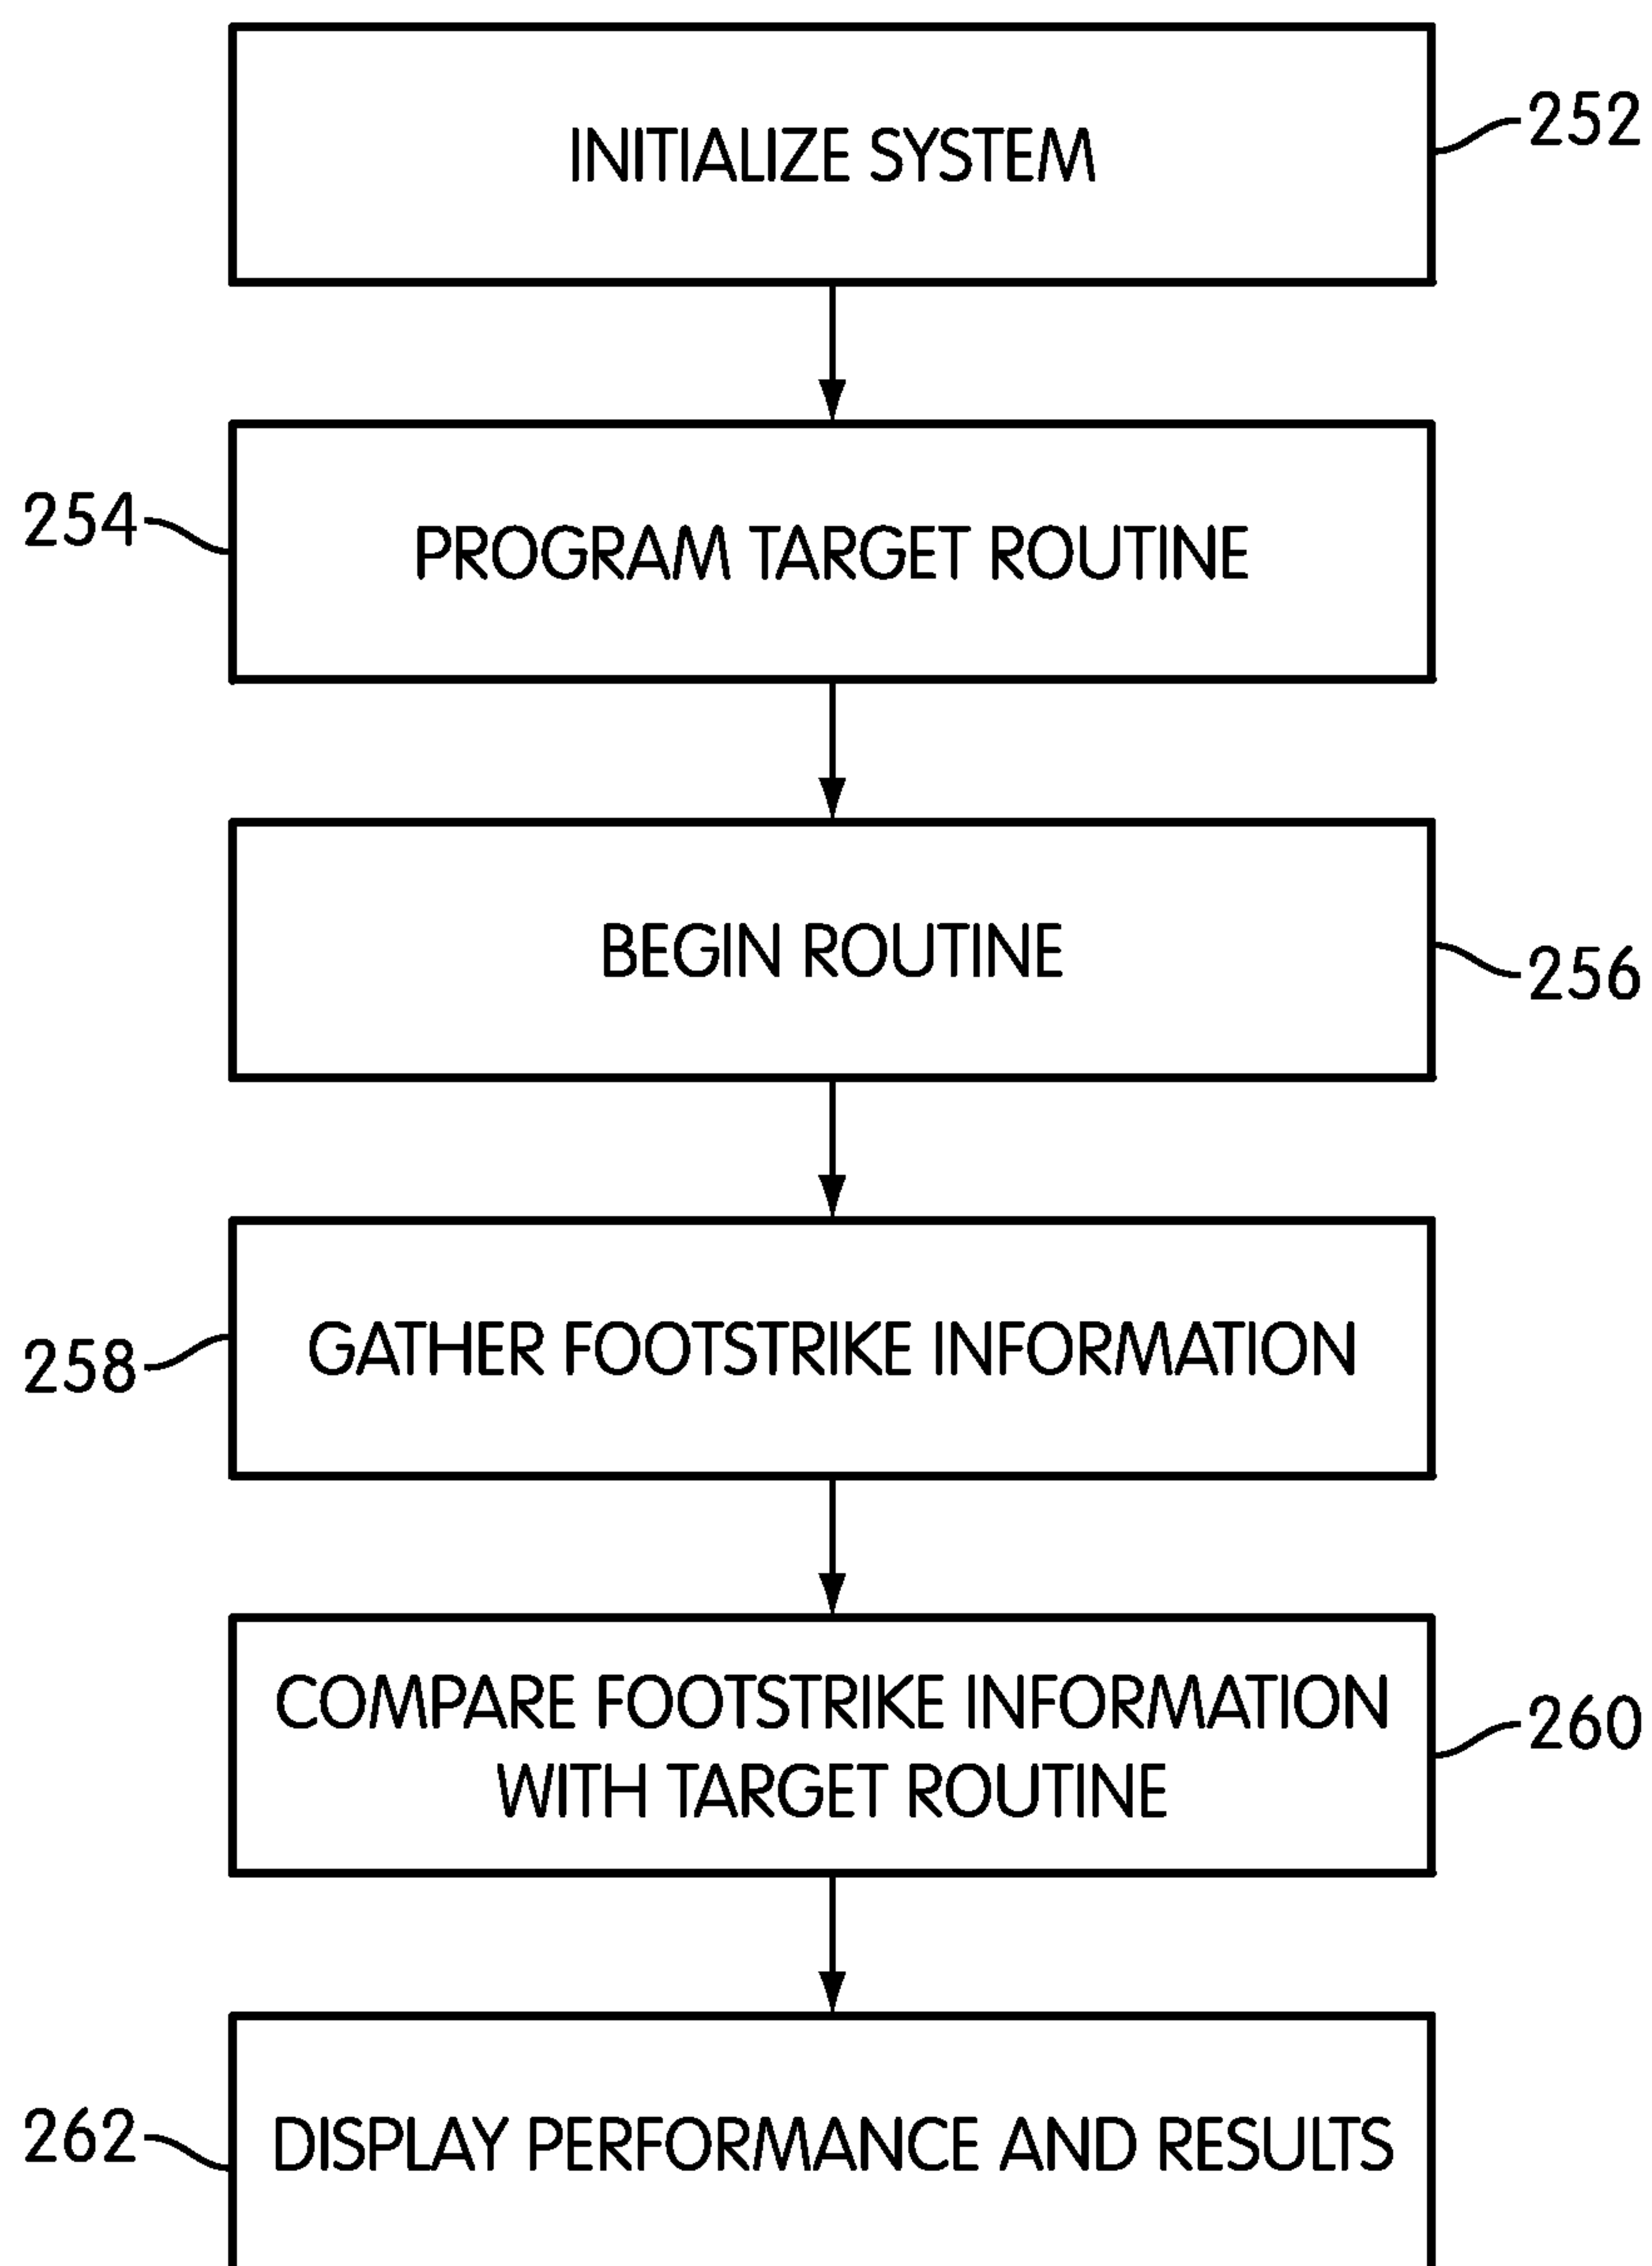 INITIALIZE SYSTEM
252
254
PROGRAM TARGET ROUTINE
BEGIN ROUTINE
256
258
GATHER FOOTSTRIKE INFORMATION
COMPARE FOOTSTRIKE INFORMATION
WITH TARGET ROUTINE
260
262
DISPLAY PERFORMANCE AND RESULTS